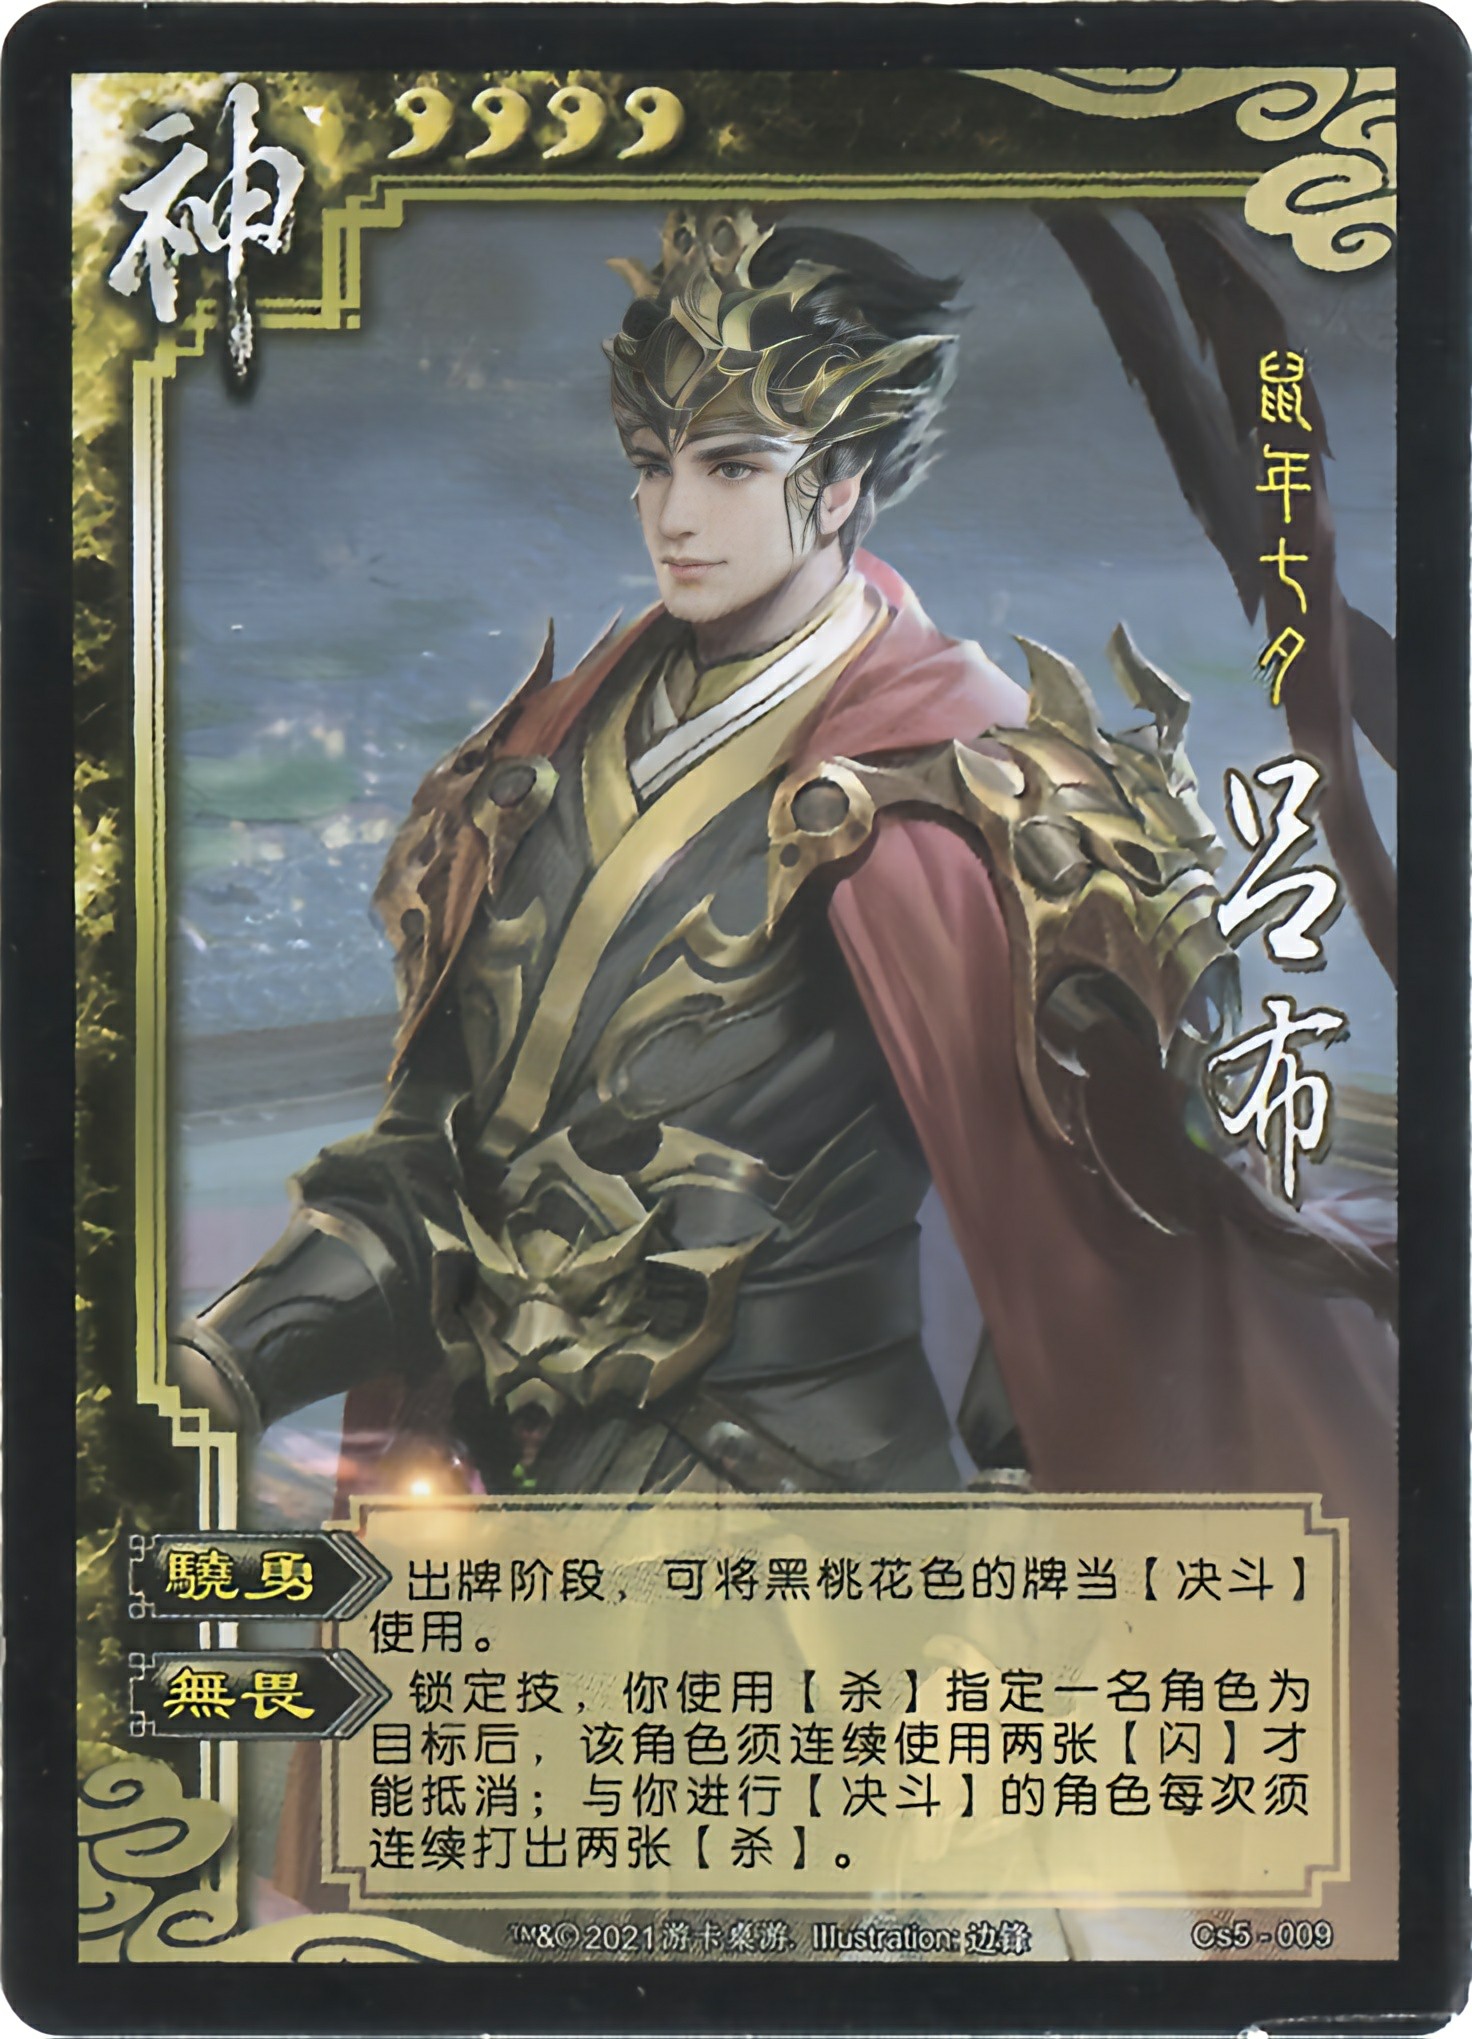 神
鼠年七夕
吕布
驍勇
出牌阶段，可将黑桃花色的牌当【决斗】
使用。
無畏
锁定技，你使用【杀】指定一名角色为
目标后，该角色须连续使用两张【闪】才
能抵消；与你进行【决斗】的角色每次须
连续打出两张【杀】。
™&©2021游卡桌游. Illustration: 边锋
Cs5-009